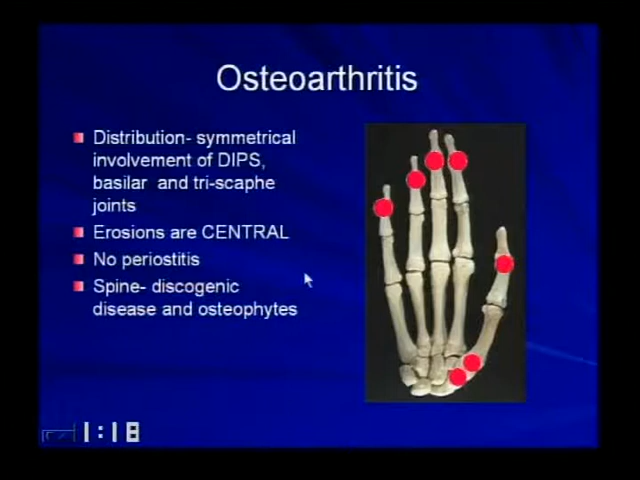 Osteoarthritis
Distribution- symmetrical
involvement of DIPS,
basilar and tri-scaphe
joints
Erosions are CENTRAL
No periostitis
Spine- discogenic
disease and osteophytes
1:18